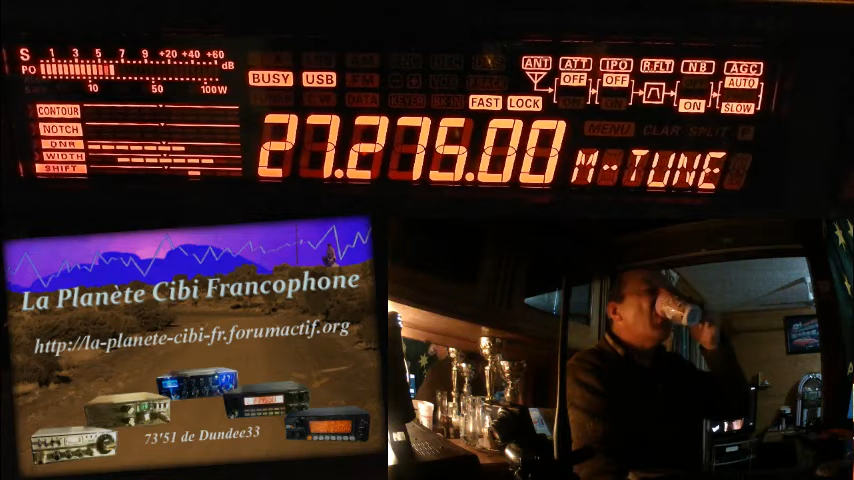 S 1 3 5 7 9 +20 +40 +60 dB
PO
10 50 100 W
BUSY USB
FAST LOCK
ANT ATT IPO R.FLT NB AGC
OFF OFF AUTO
ON SLOW
CONTOUR
NOTCH
DNR
WIDTH
SHIFT
27.275.00 M-TUNE
MENU CLAR SPLIT
La Planète Cibi Francophone
http://la-planete-cibi-fr.forumactif.org
73'51 de Dundee33